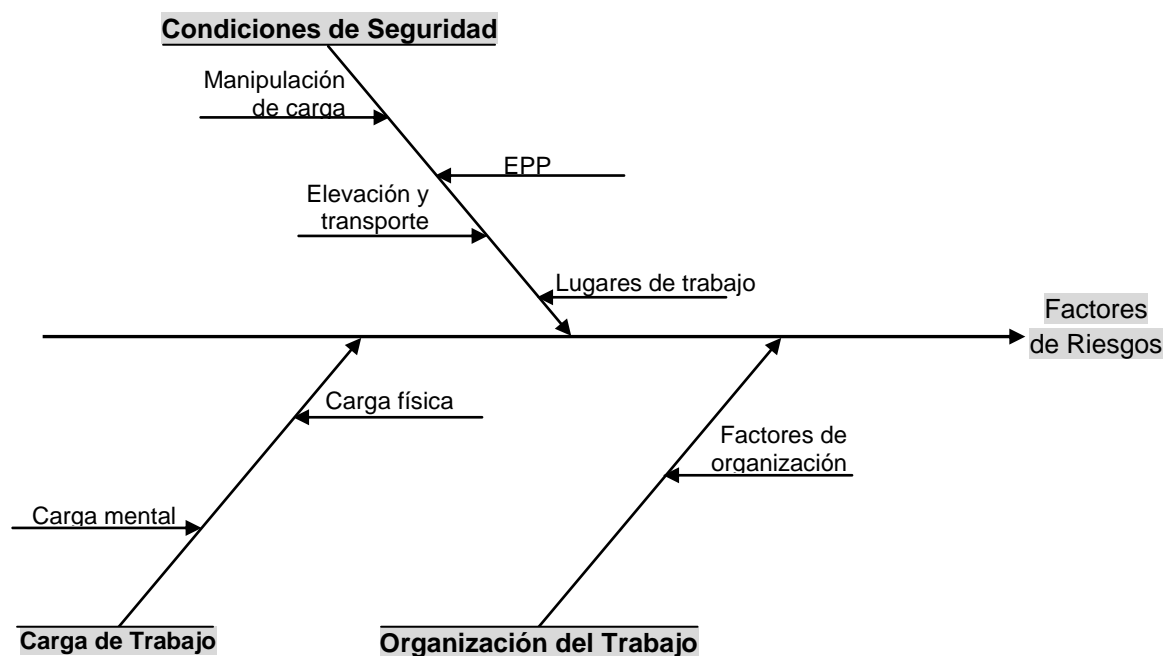 Condiciones de Seguridad
Manipulación
de carga
EPP
Elevación y
transporte
Lugares de trabajo
Factores
de Riesgos
Carga física
Factores de
organización
Carga mental
Carga de Trabajo
Organización del Trabajo